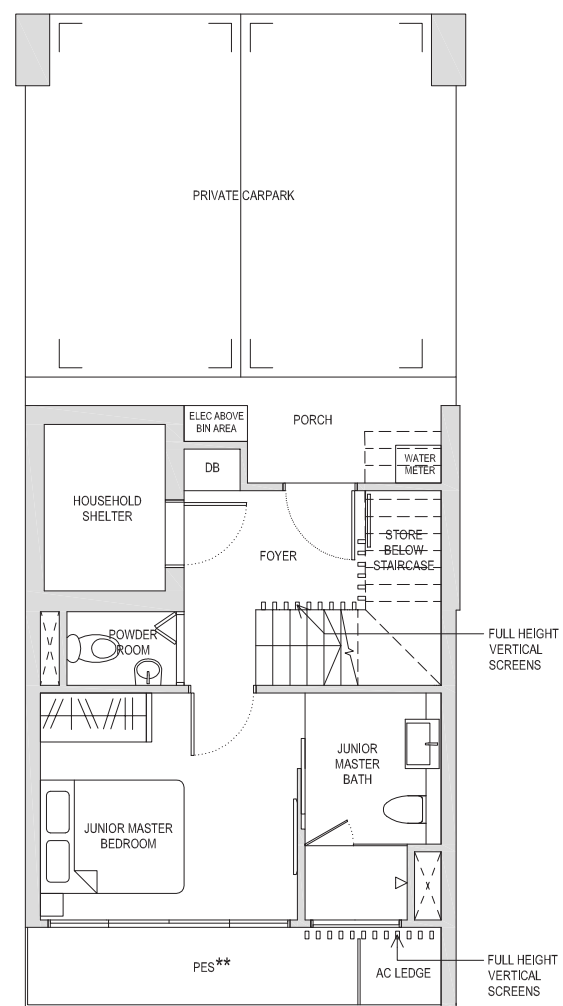 PRIVATE CARPARK
ELEC ABOVE
BIN AREA
PORCH
DB
WATER
METER
HOUSEHOLD
SHELTER
FOYER
STORE
BELOW
STAIRCASE
POWDER
ROOM
FULL HEIGHT
VERTICAL
SCREENS
JUNIOR
MASTER
BATH
JUNIOR MASTER
BEDROOM
PES**
AC LEDGE
FULL HEIGHT
VERTICAL
SCREENS